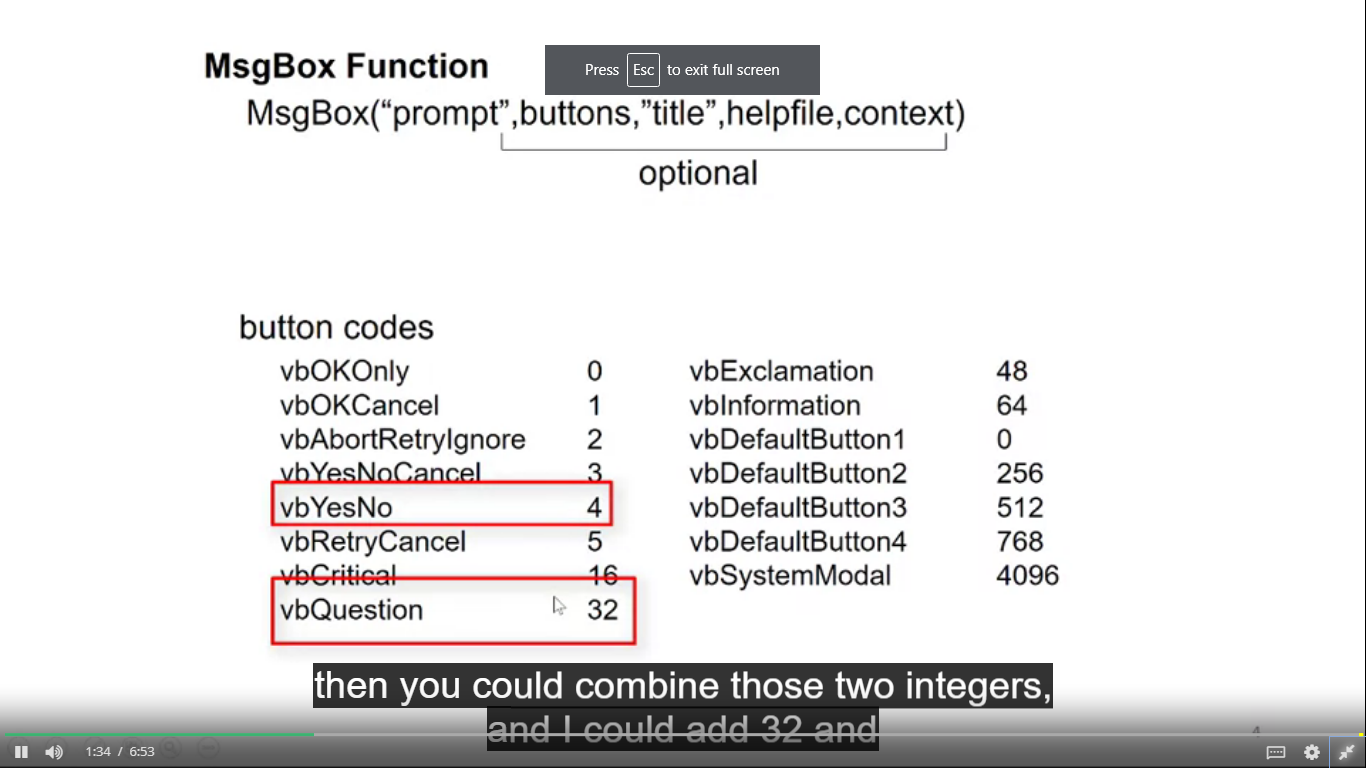 MsgBox Function
Press Esc to exit full screen
MsgBox(“prompt”,buttons,”title”,helpfile,context)
optional
button codes
vbOKOnly 0 vbExclamation 48
vbOKCancel 1 vbInformation 64
vbAbortRetryIgnore 2 vbDefaultButton1 0
vbYesNoCancel 3 vbDefaultButton2 256
vbYesNo 4 vbDefaultButton3 512
vbRetryCancel 5 vbDefaultButton4 768
vbCritical 16 vbSystemModal 4096
vbQuestion 32
then you could combine those two integers,
and I could add 32 and
4
1:34 / 6:53